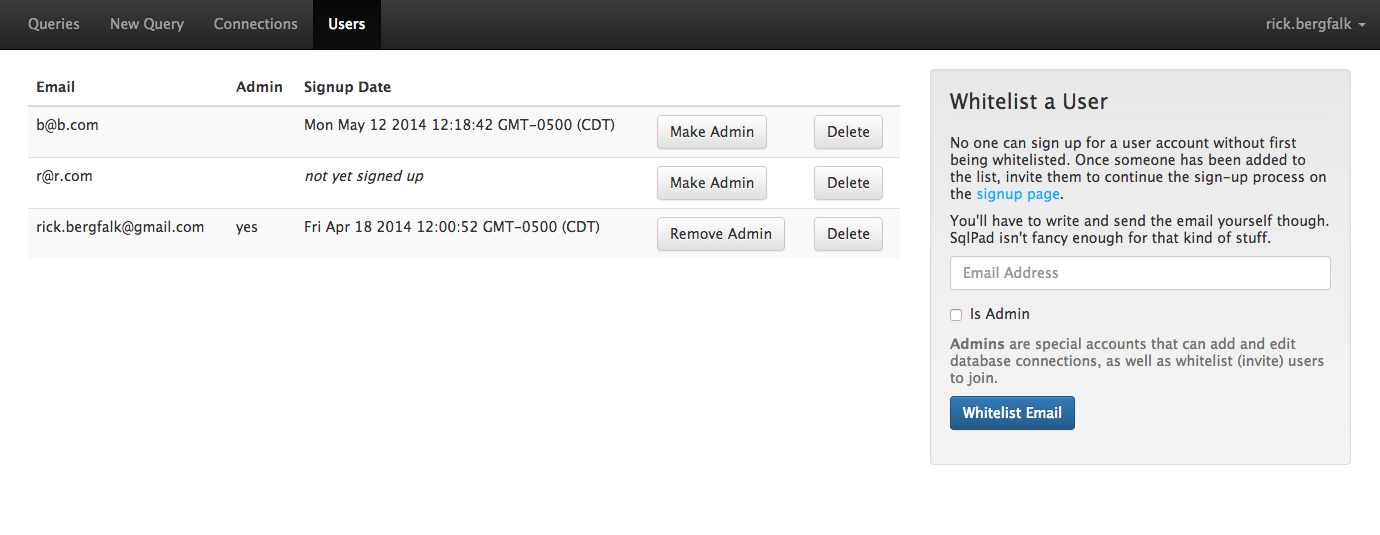 Queries New Query Connections Users rick.bergfalk
Email Admin Signup Date
b@b.com Mon May 12 2014 12:18:42 GMT-0500 (CDT) Make Admin Delete
r@r.com not yet signed up Make Admin Delete
rick.bergfalk@gmail.com yes Fri Apr 18 2014 12:00:52 GMT-0500 (CDT) Remove Admin Delete
Whitelist a User
No one can sign up for a user account without first
being whitelisted. Once someone has been added to
the list, invite them to continue the sign-up process on
the signup page.
You'll have to write and send the email yourself though.
SqlPad isn't fancy enough for that kind of stuff.
Email Address
Is Admin
Admins are special accounts that can add and edit
database connections, as well as whitelist (invite) users
to join.
Whitelist Email